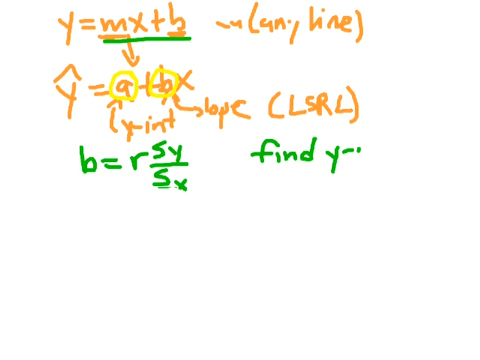 y = mx + b (any line)
ŷ = a + bx
y-int slope (LSRL)
b = r Sy/Sx find y-